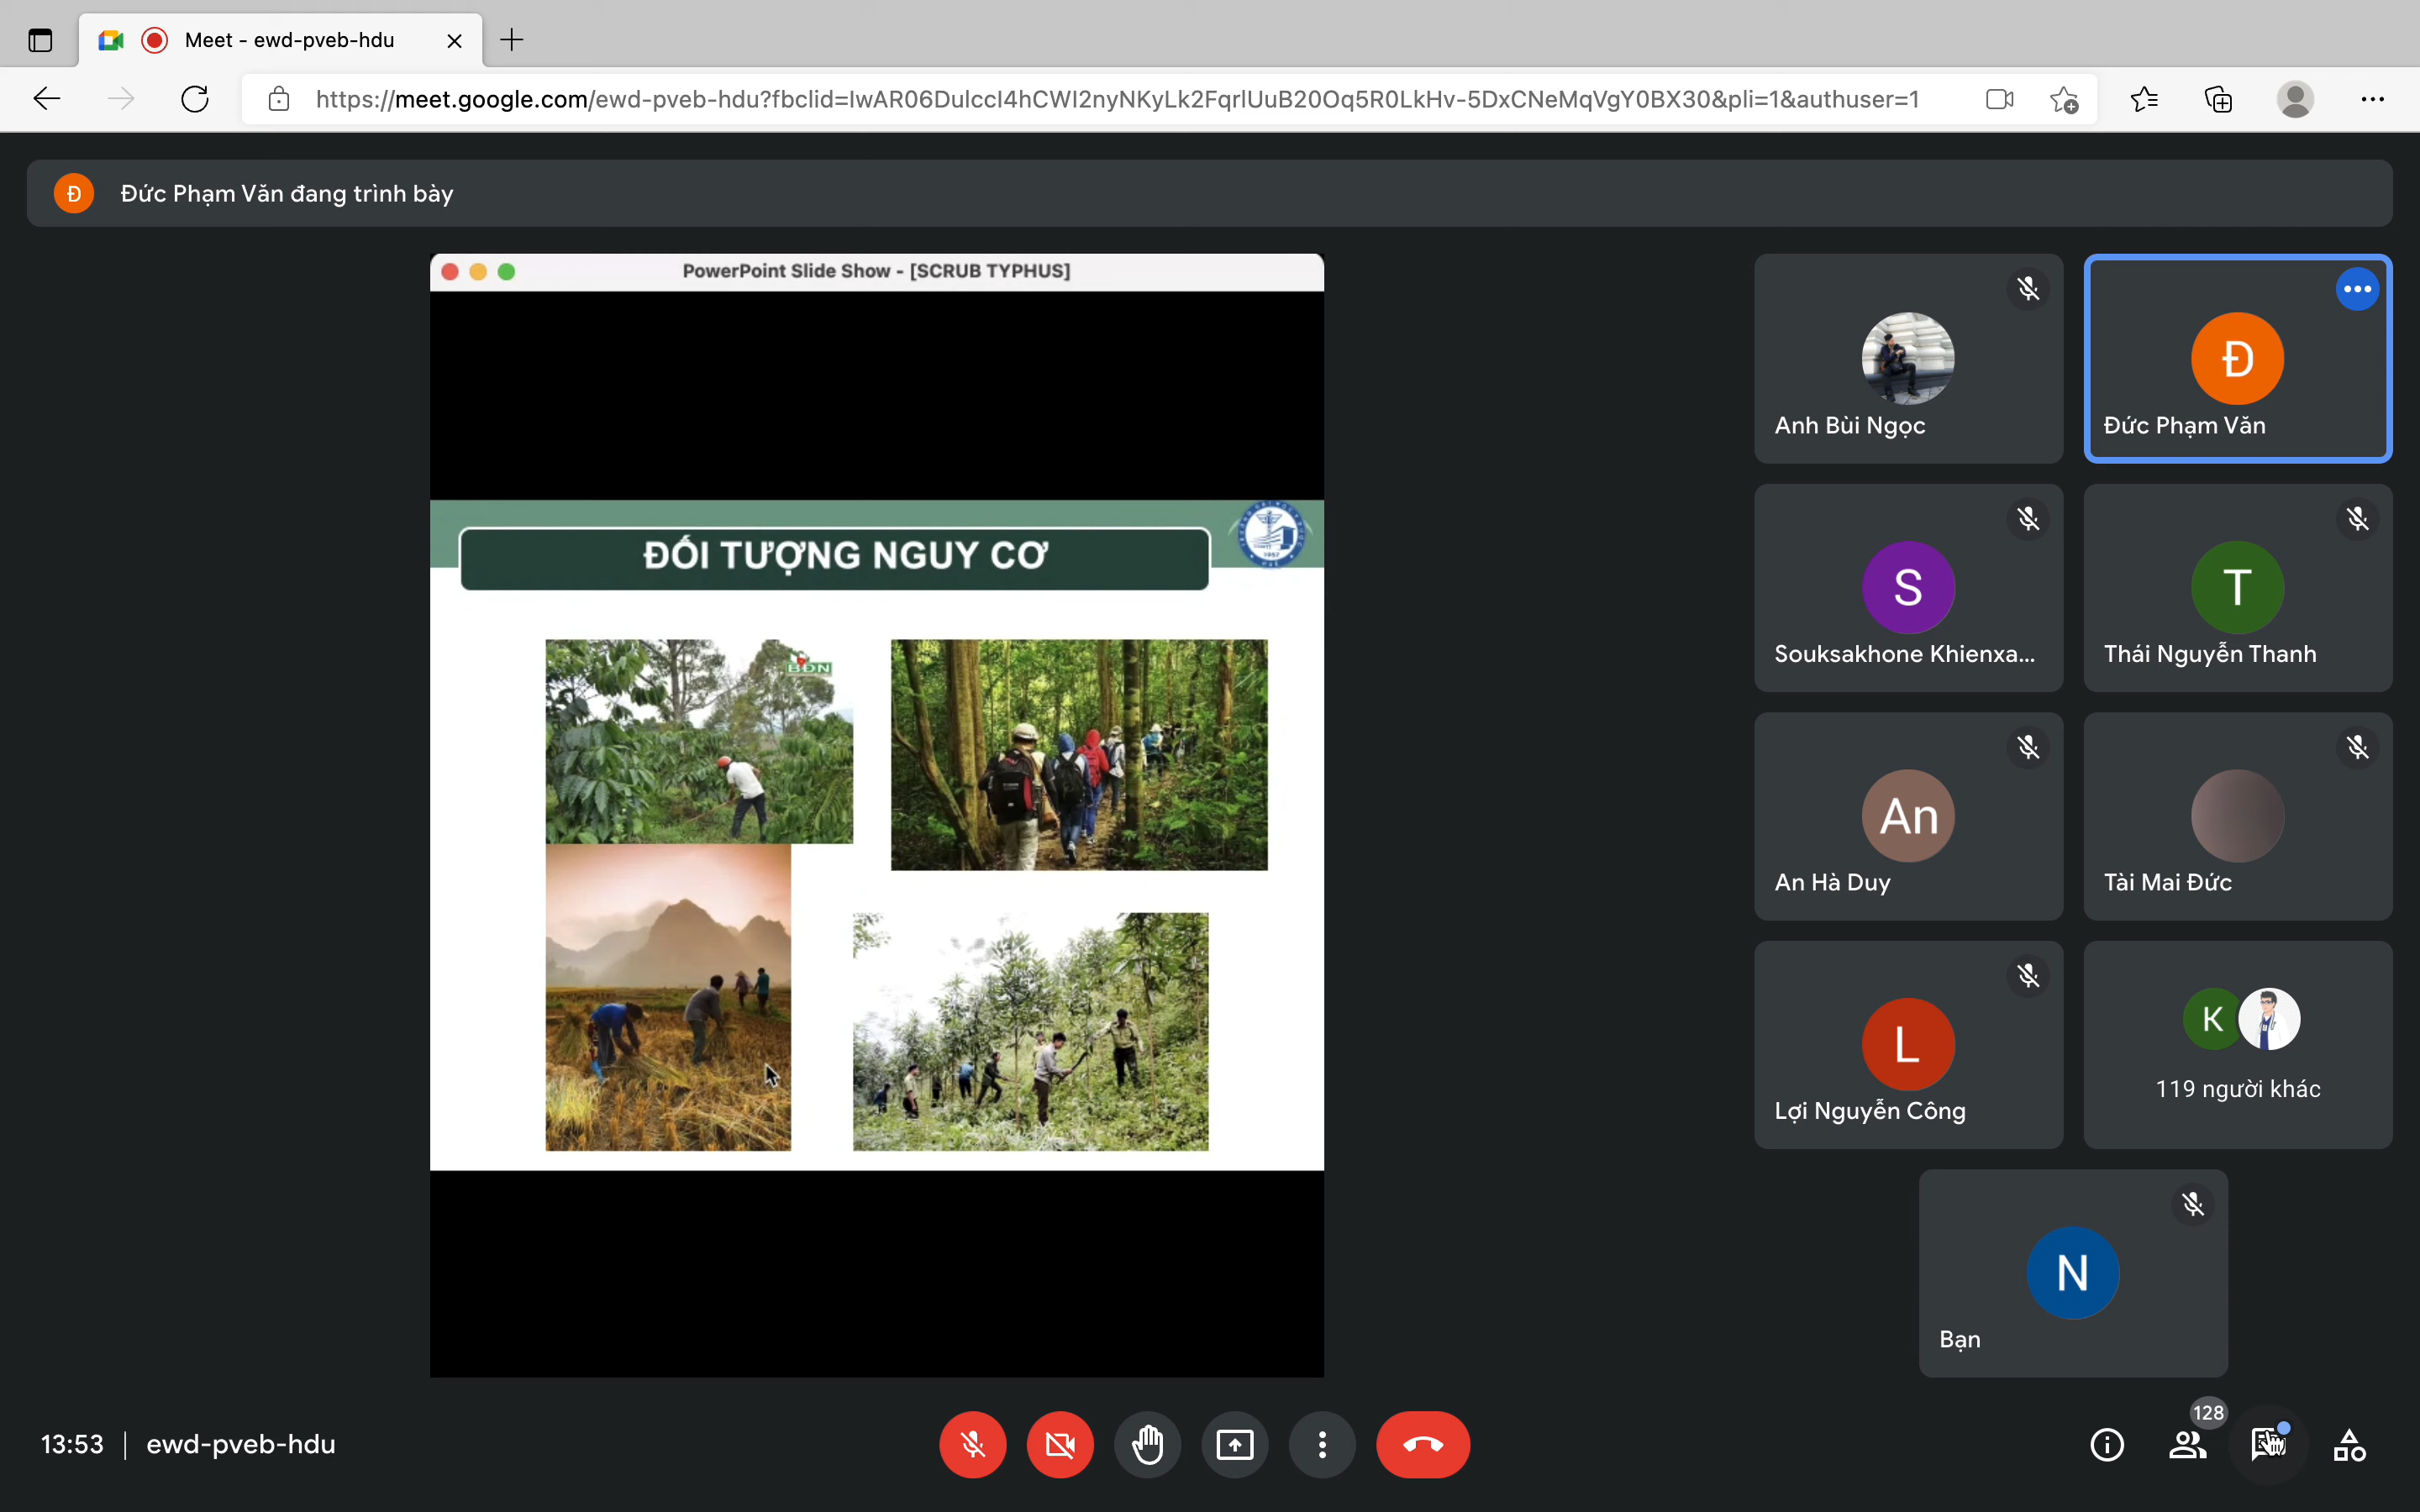 Meet - ewd-pveb-hdu
https://meet.google.com/ewd-pveb-hdu?fbclid=IwAR06DulccI4hCWI2nyNKyLk2FqrlUuB20Oq5R0LkHv-5DxCNeMqVgY0BX30&pli=1&authuser=1
Đ
Đức Phạm Văn đang trình bày
PowerPoint Slide Show - [SCRUB TYPHUS]
ĐỐI TƯỢNG NGUY CƠ
1957
BDN
Anh Bùi Ngọc
Đ
Đức Phạm Văn
S
Souksakhone Khienxa...
T
Thái Nguyễn Thanh
An
An Hà Duy
Tài Mai Đức
L
Lợi Nguyễn Công
K
119 người khác
N
Bạn
13:53 | ewd-pveb-hdu
128